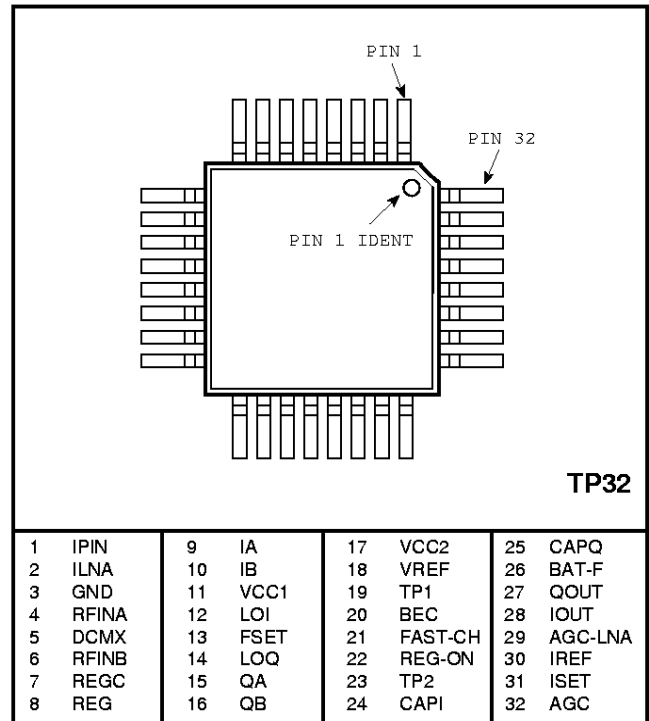 PIN 1
PIN 32
PIN 1 IDENT
TP32
1 IPIN 9 IA 17 VCC2 25 CAPQ
2 ILNA 10 IB 18 VREF 26 BAT-F
3 GND 11 VCC1 19 TP1 27 QOUT
4 RFINA 12 LOI 20 BEC 28 IOUT
5 DCMX 13 FSET 21 FAST-CH 29 AGC-LNA
6 RFINB 14 LOQ 22 REG-ON 30 IREF
7 REGC 15 QA 23 TP2 31 ISET
8 REG 16 QB 24 CAPI 32 AGC